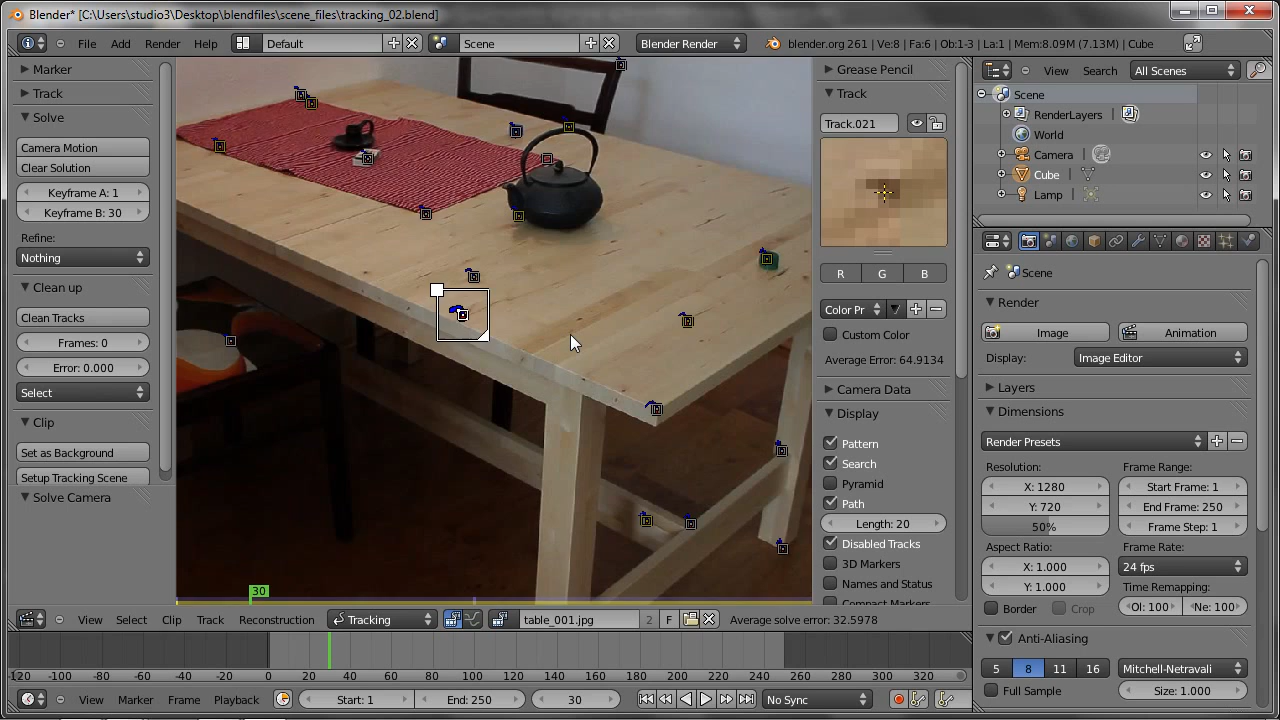 Blender* [C:\Users\studio3\Desktop\blendfiles\scene_files\tracking_02.blend]
File Add Render Help Default Scene Blender Render blender.org 261 | Ve:8 | Fa:6 | Ob:1-3 | La:1 | Mem:8.09M (7.13M) | Cube
Marker
Track
Solve
Camera Motion
Clear Solution
Keyframe A: 1
Keyframe B: 30
Refine:
Nothing
Clean up
Clean Tracks
Frames: 0
Error: 0.000
Select
Clip
Set as Background
Setup Tracking Scene
Solve Camera
30
Grease Pencil
Track
Track.021
R G B
Color Pr
Custom Color
Average Error: 64.9134
Camera Data
Display
Pattern
Search
Pyramid
Path
Length: 20
Disabled Tracks
3D Markers
Names and Status
Compact Markers
View Select Clip Track Reconstruction Tracking table_001.jpg 2 F Average solve error: 32.5978
-120 -100 -80 -60 -40 -20 0 20 40 60 80 100 120 140 160 180 200 220 240 260 280 300 320
View Marker Frame Playback Start: 1 End: 250 30 No Sync
View Search All Scenes
Scene
RenderLayers
World
Camera
Cube
Lamp
Scene
Render
Image Animation
Display: Image Editor
Layers
Dimensions
Render Presets
Resolution: Frame Range:
X: 1280 Start Frame: 1
Y: 720 End Frame: 250
50% Frame Step: 1
Aspect Ratio: Frame Rate:
X: 1.000 24 fps
Y: 1.000 Time Remapping:
Border Crop Ol: 100 Ne: 100
Anti-Aliasing
5 8 11 16 Mitchell-Netravali
Full Sample Size: 1.000